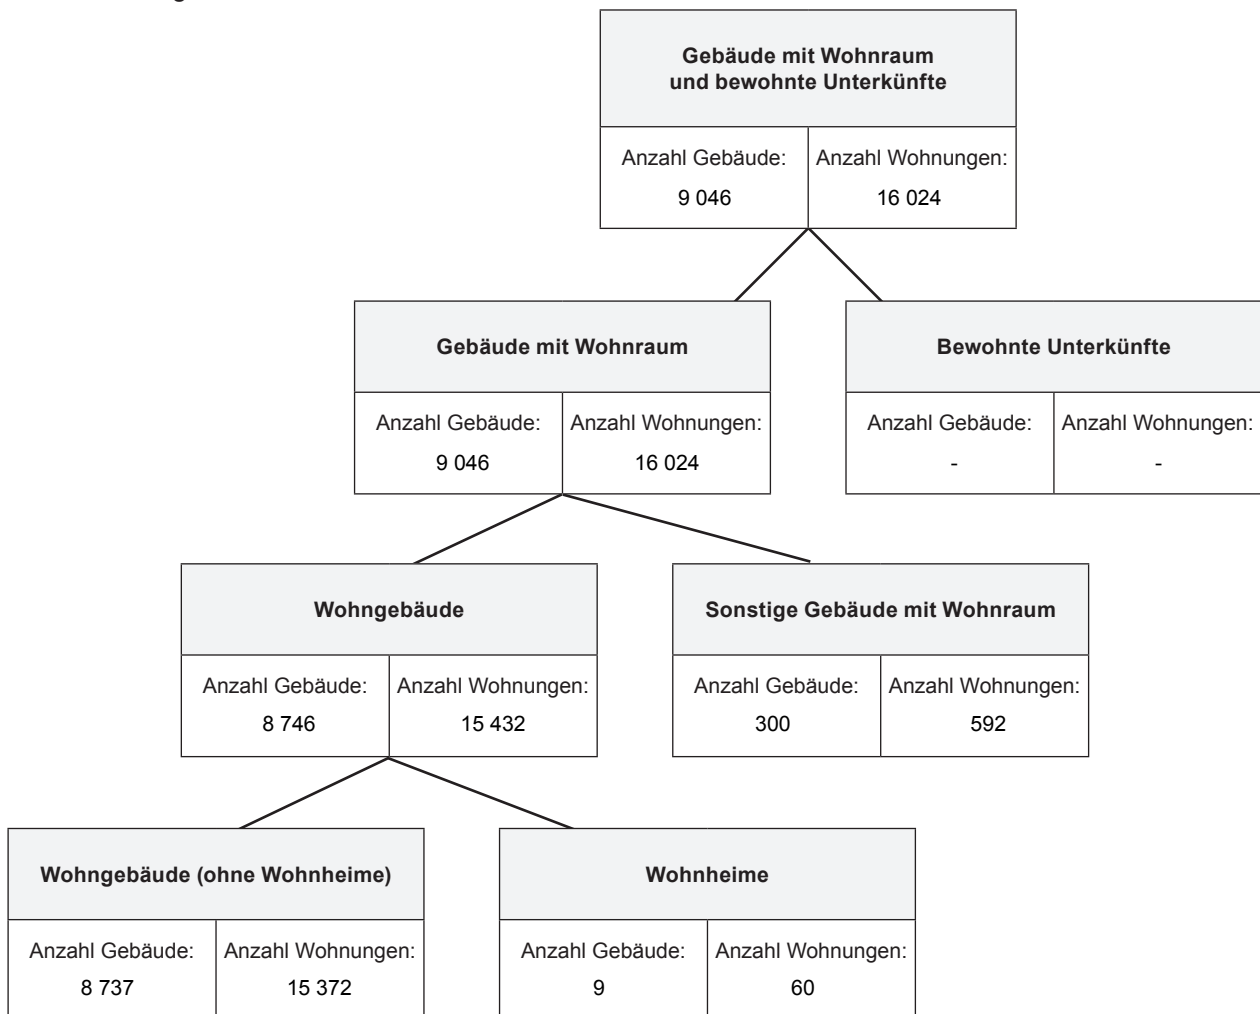 Gebäude mit Wohnraum
und bewohnte Unterkünfte
Anzahl Gebäude: Anzahl Wohnungen:
9 046 16 024
Gebäude mit Wohnraum
Anzahl Gebäude: Anzahl Wohnungen:
9 046 16 024
Bewohnte Unterkünfte
Anzahl Gebäude: Anzahl Wohnungen:
- -
Wohngebäude
Anzahl Gebäude: Anzahl Wohnungen:
8 746 15 432
Sonstige Gebäude mit Wohnraum
Anzahl Gebäude: Anzahl Wohnungen:
300 592
Wohngebäude (ohne Wohnheime)
Anzahl Gebäude: Anzahl Wohnungen:
8 737 15 372
Wohnheime
Anzahl Gebäude: Anzahl Wohnungen:
9 60